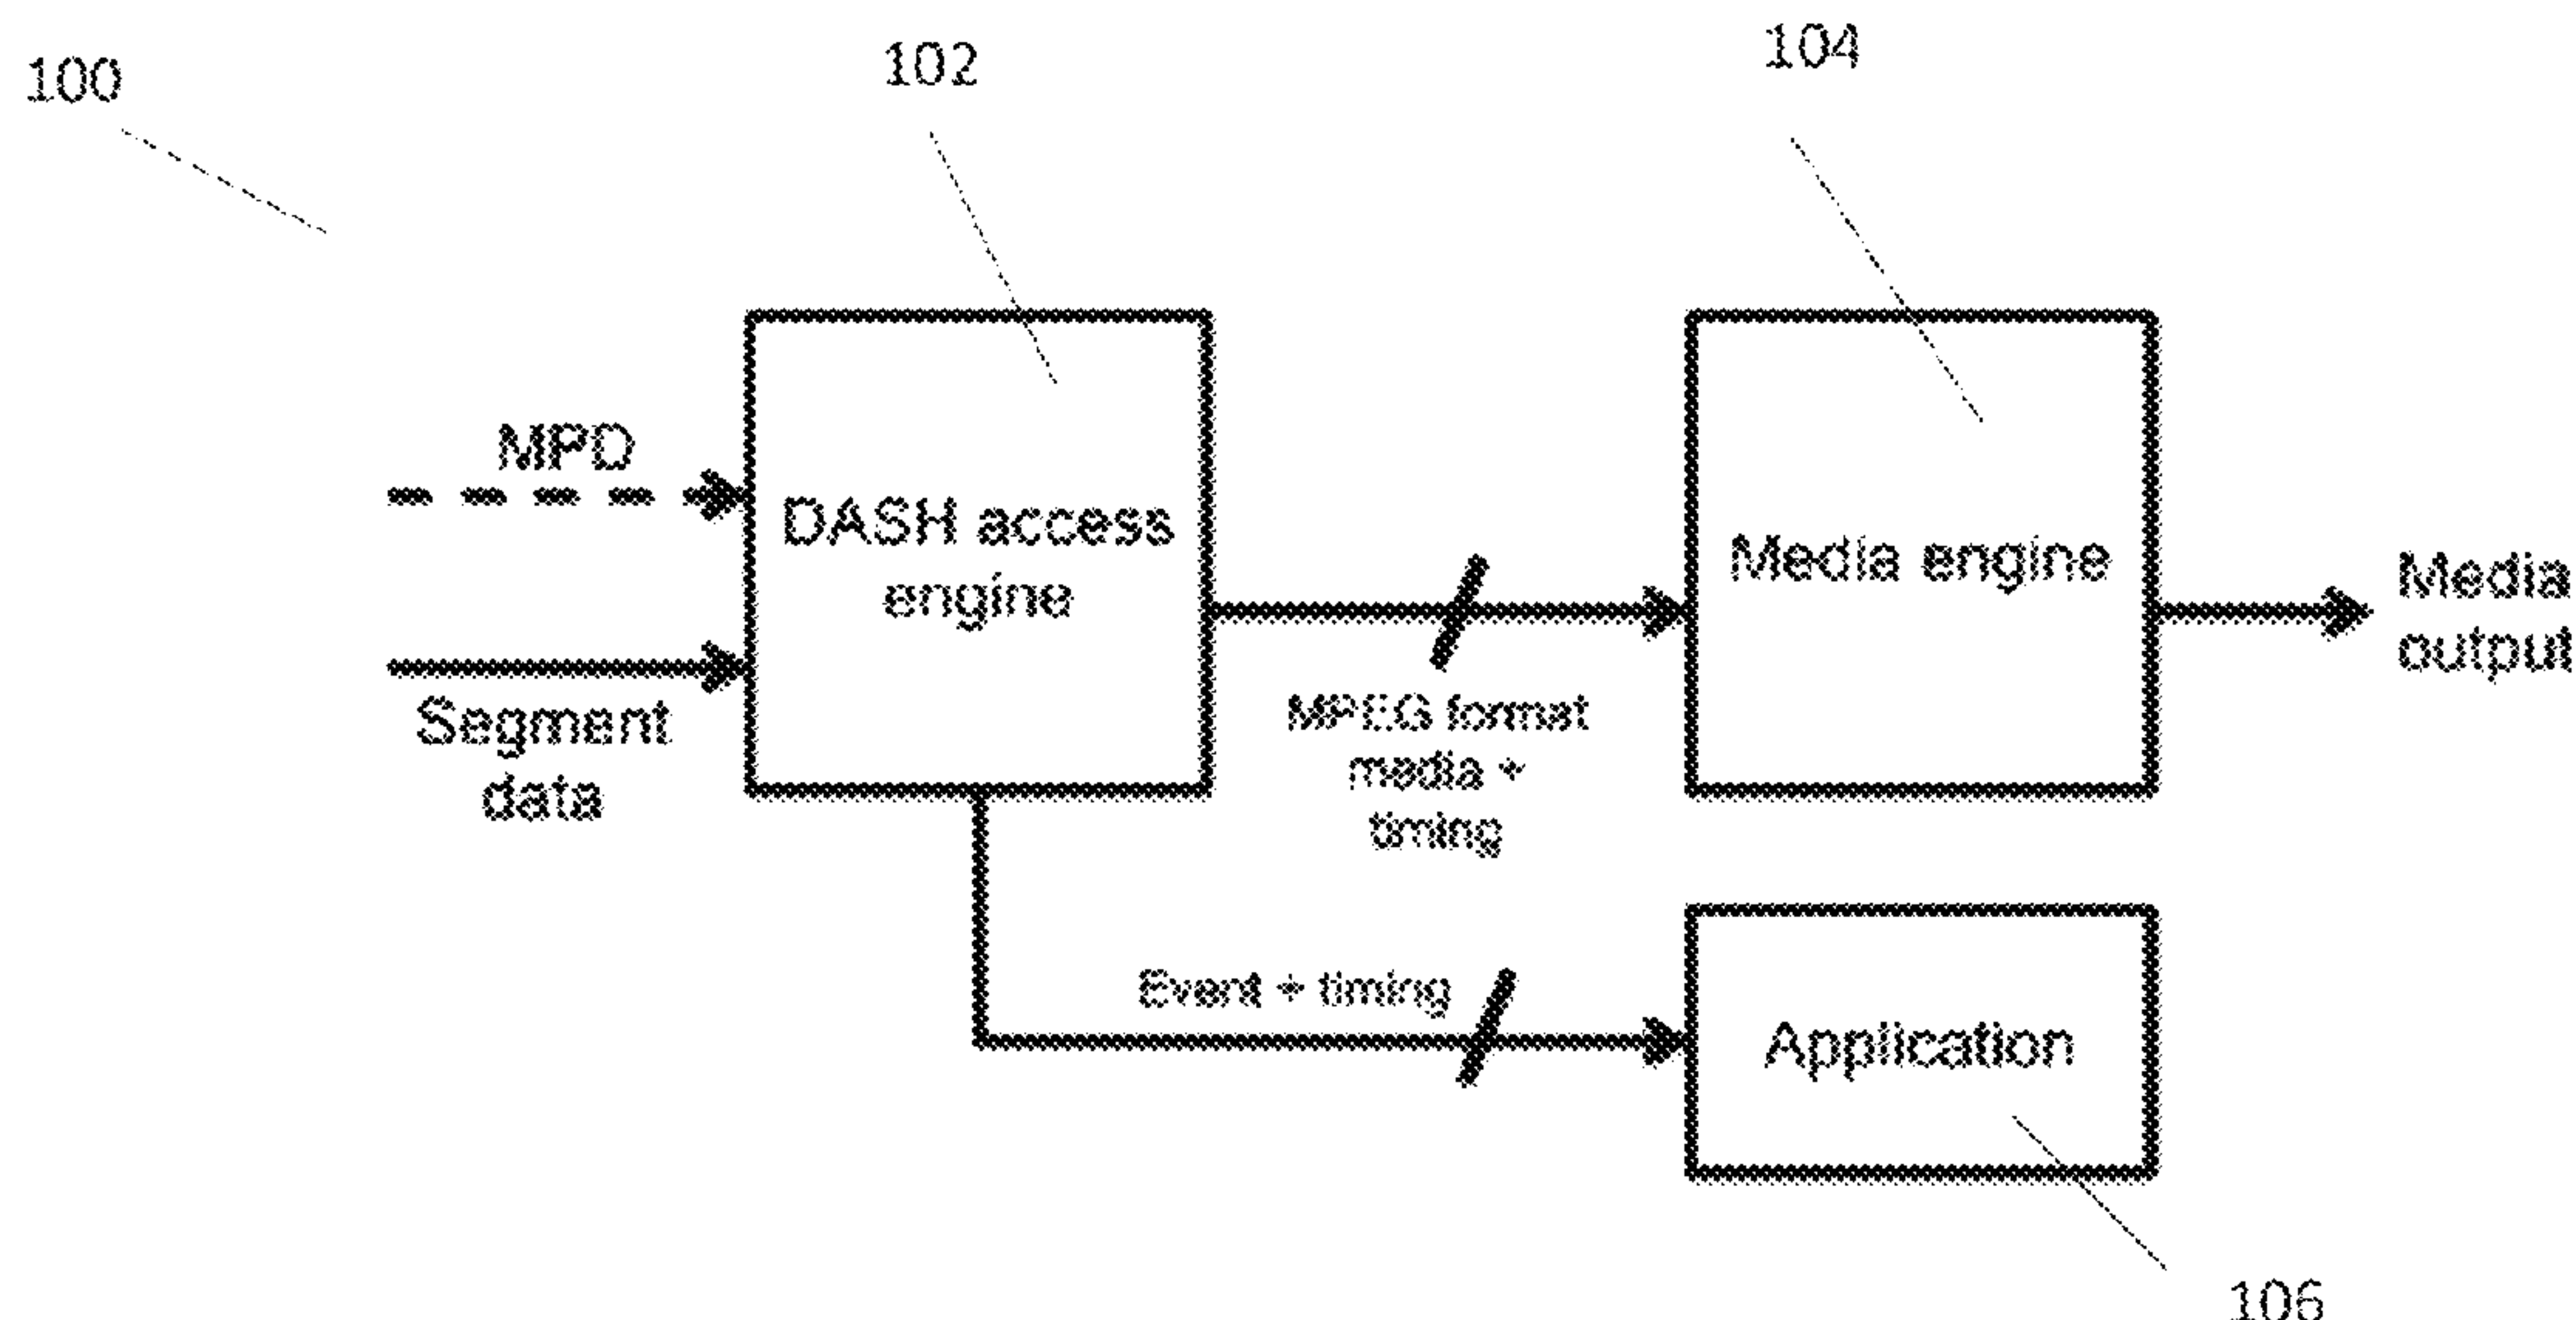 100
102
104
MPD
DASH access
engine
Segment
data
MPEG format
media +
timing
Media engine
Media
output
Event + timing
Application
106